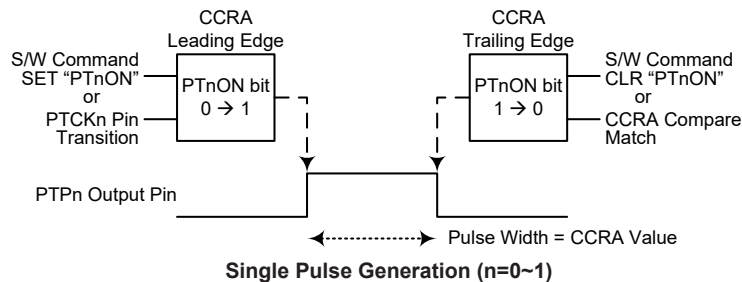 CCRA
Leading Edge
CCRA
Trailing Edge
S/W Command
SET “PTnON”
or
PTCKn Pin
Transition
PTnON bit
0 → 1
PTnON bit
1 → 0
S/W Command
CLR “PTnON”
or
CCRA Compare
Match
PTPn Output Pin
Pulse Width = CCRA Value
Single Pulse Generation (n=0~1)